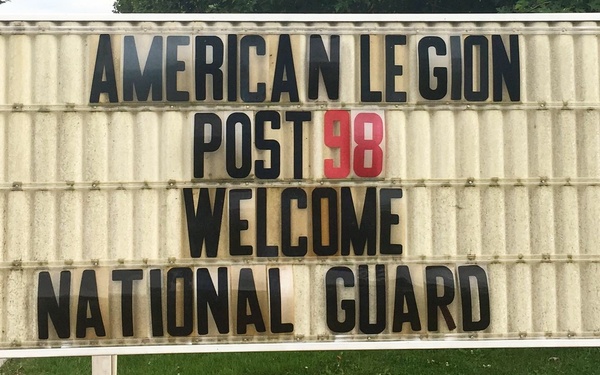 AMERICAN LEGION
POST 98
WELCOME
NATIONAL GUARD